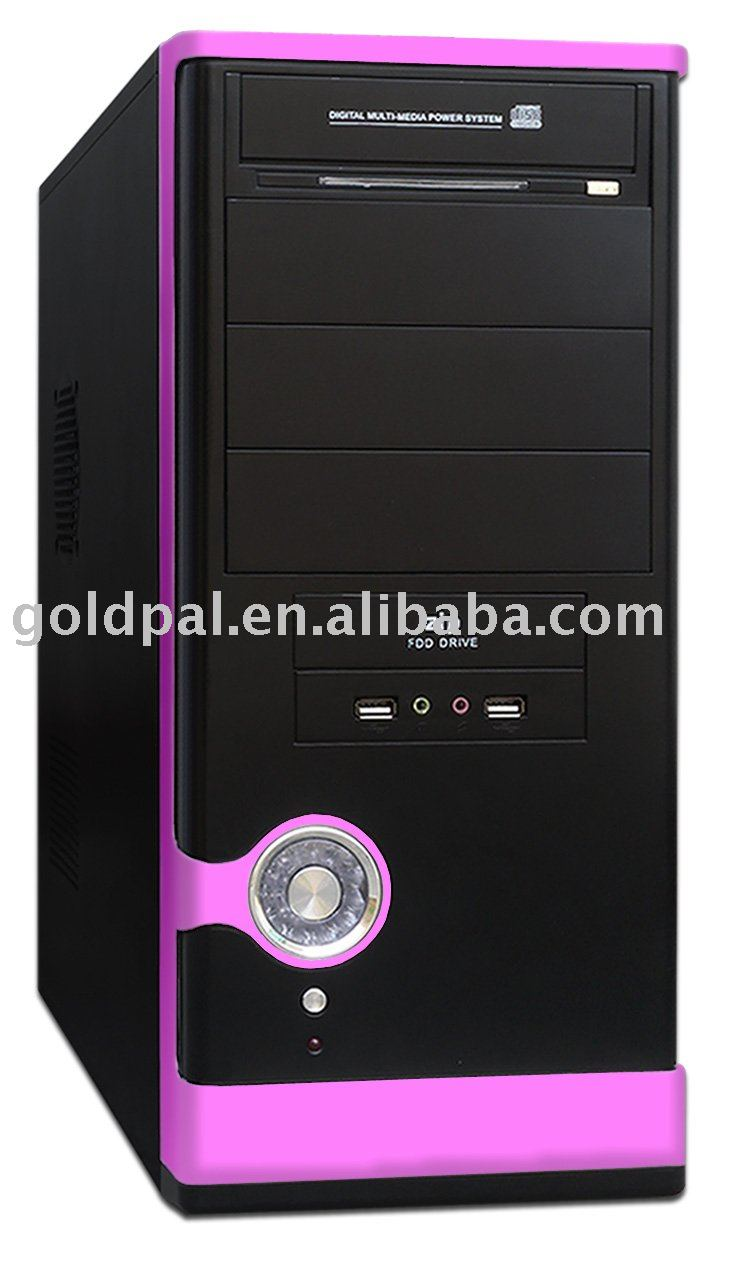 DIGITAL MULTI-MEDIA POWER SYSTEM
goldpal.en.alibaba.com
FDD DRIVE